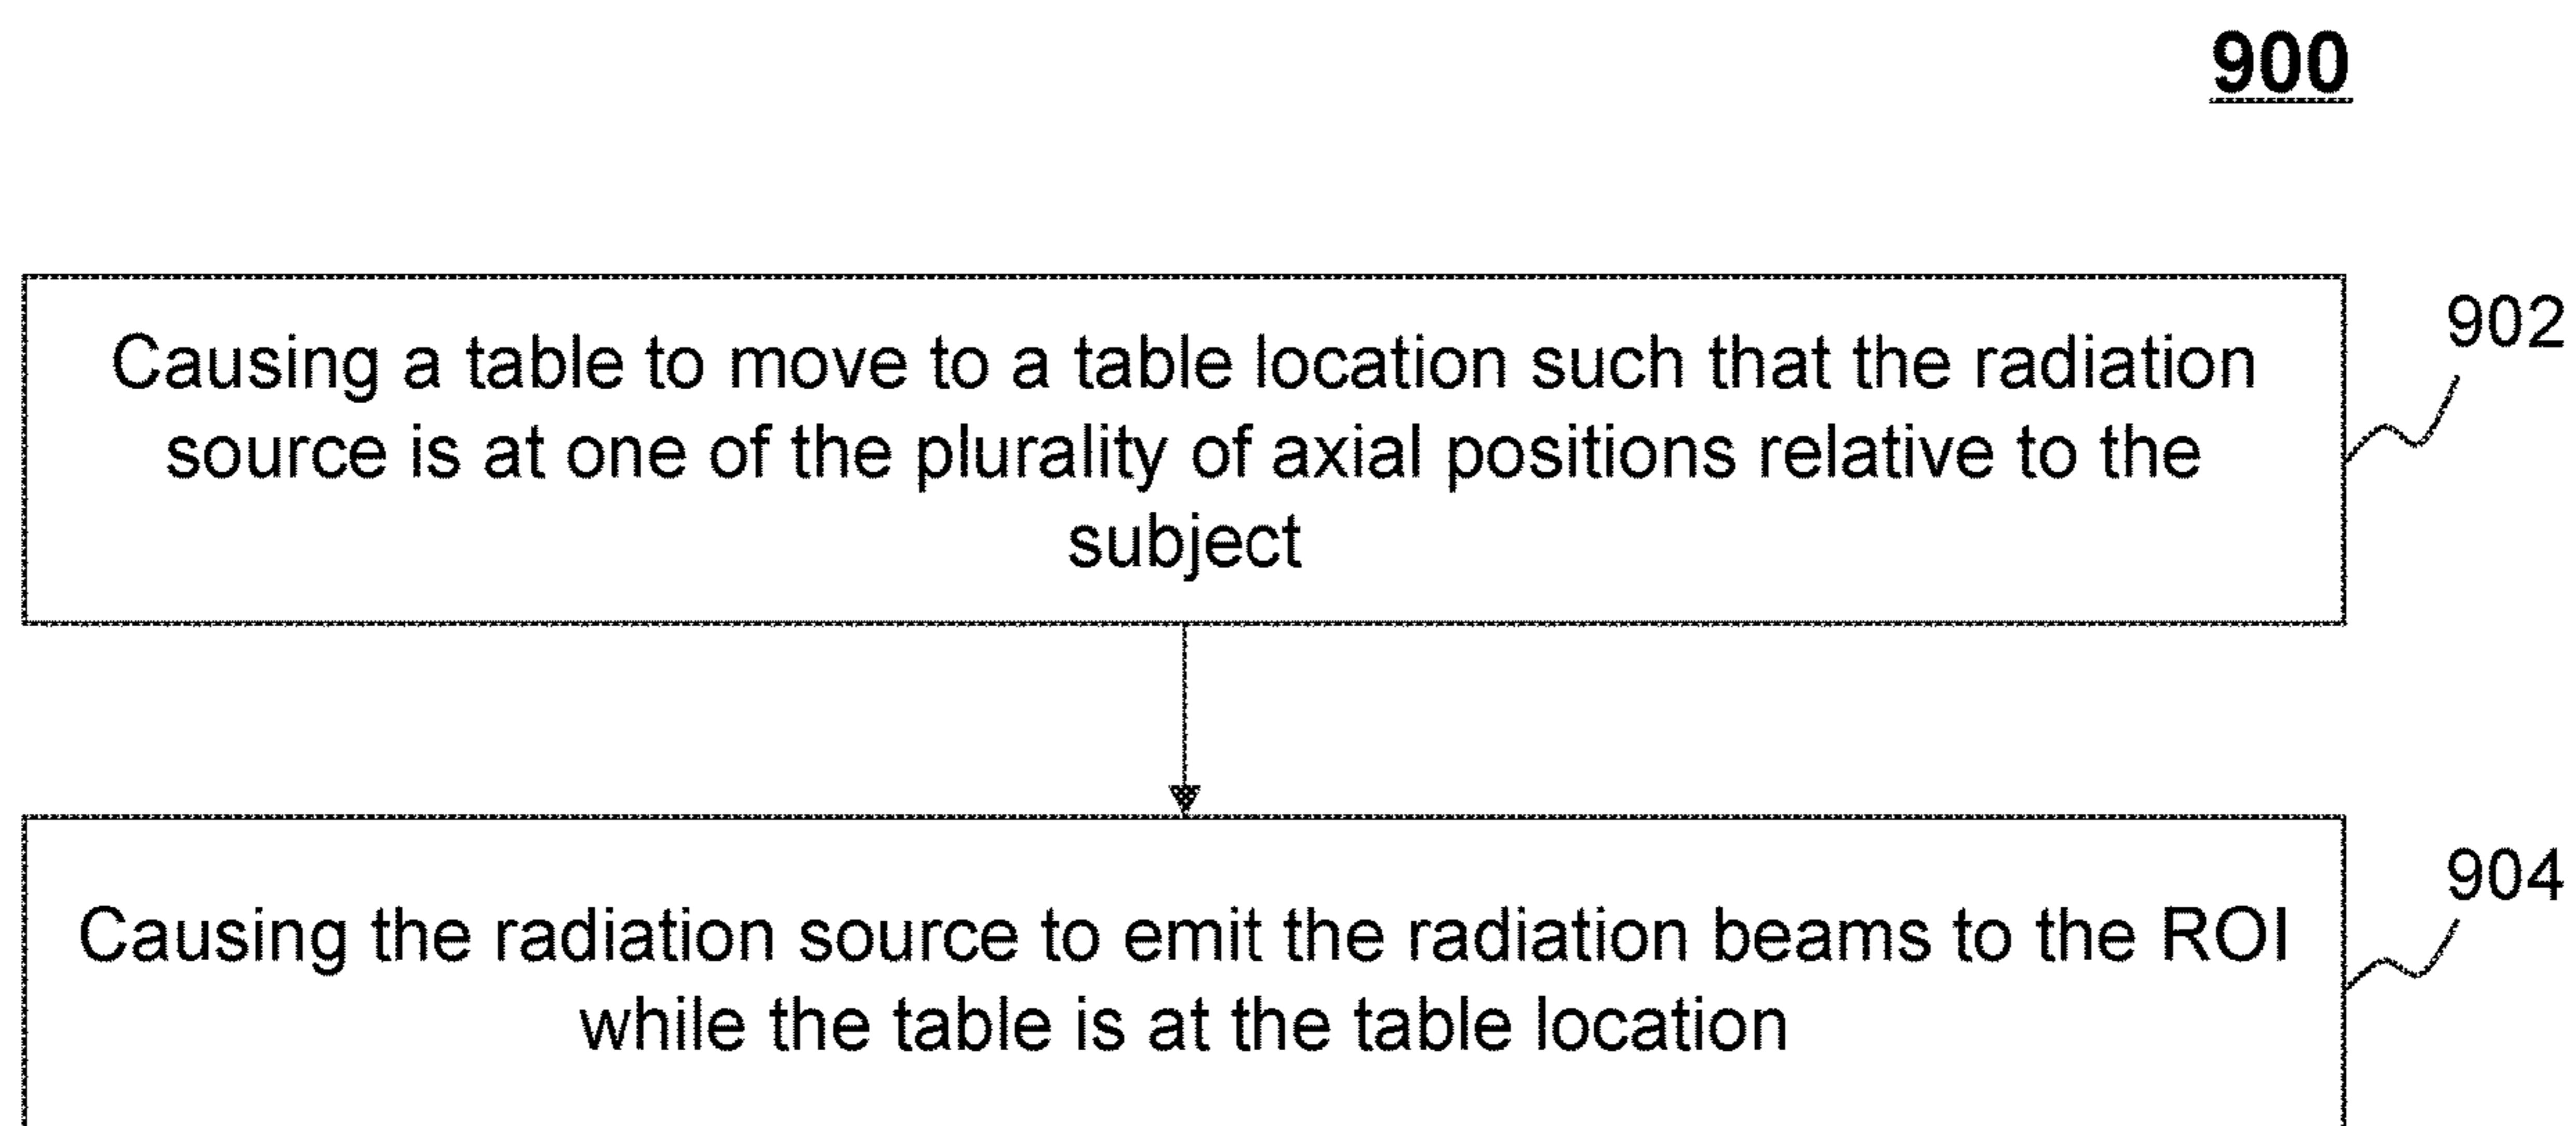 900
Causing a table to move to a table location such that the radiation
source is at one of the plurality of axial positions relative to the
subject
902
Causing the radiation source to emit the radiation beams to the ROI
while the table is at the table location
904